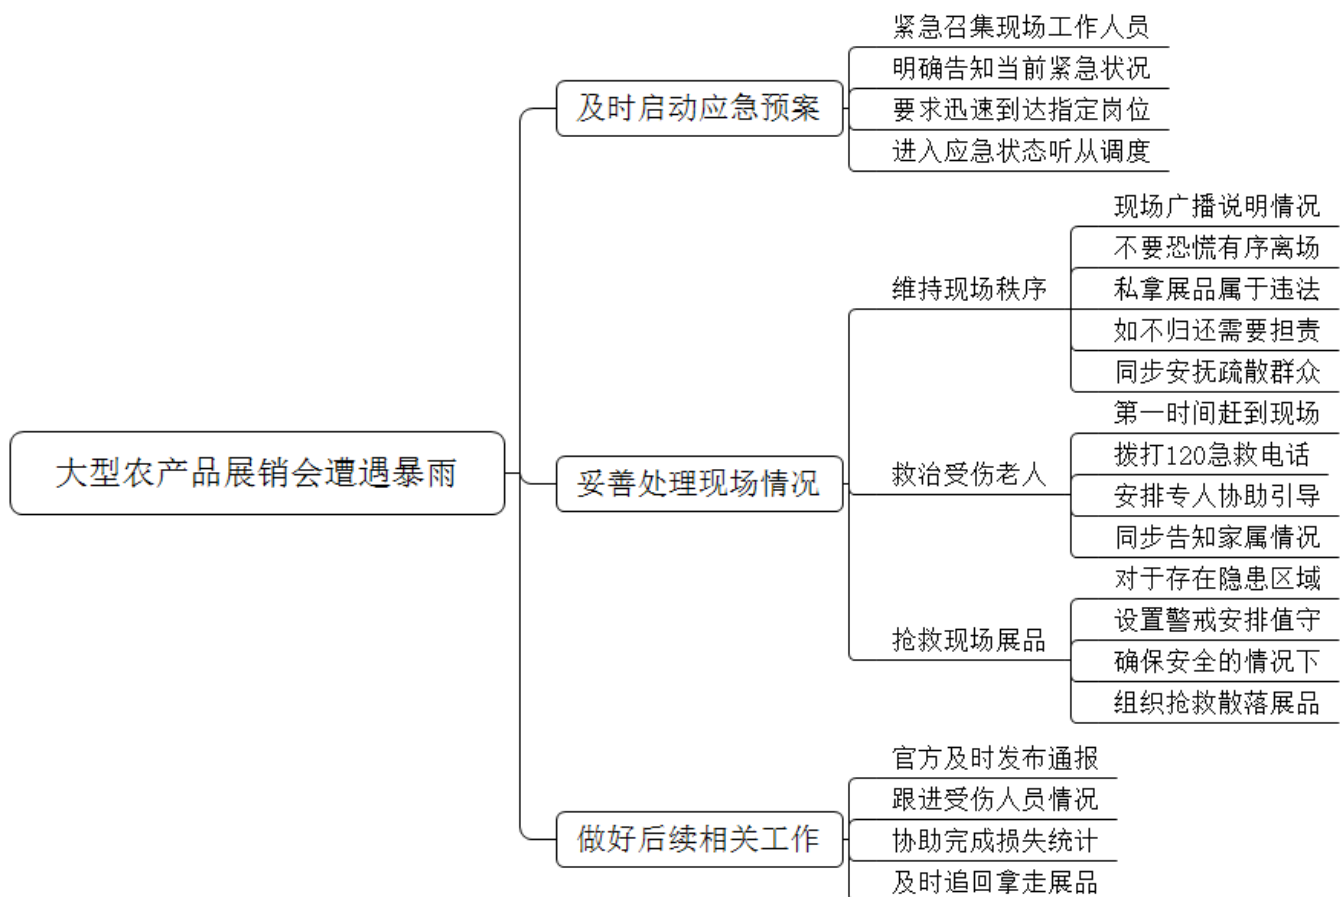 大型农产品展销会遭遇暴雨
及时启动应急预案
紧急召集现场工作人员
明确告知当前紧急状况
要求迅速到达指定岗位
进入应急状态听从调度
妥善处理现场情况
维持现场秩序
现场广播说明情况
不要恐慌有序离场
私拿展品属于违法
如不归还需要担责
同步安抚疏散群众
救治受伤老人
第一时间赶到现场
拨打120急救电话
安排专人协助引导
同步告知家属情况
抢救现场展品
对于存在隐患区域
设置警戒安排值守
确保安全的情况下
组织抢救散落展品
做好后续相关工作
官方及时发布通报
跟进受伤人员情况
协助完成损失统计
及时追回拿走展品